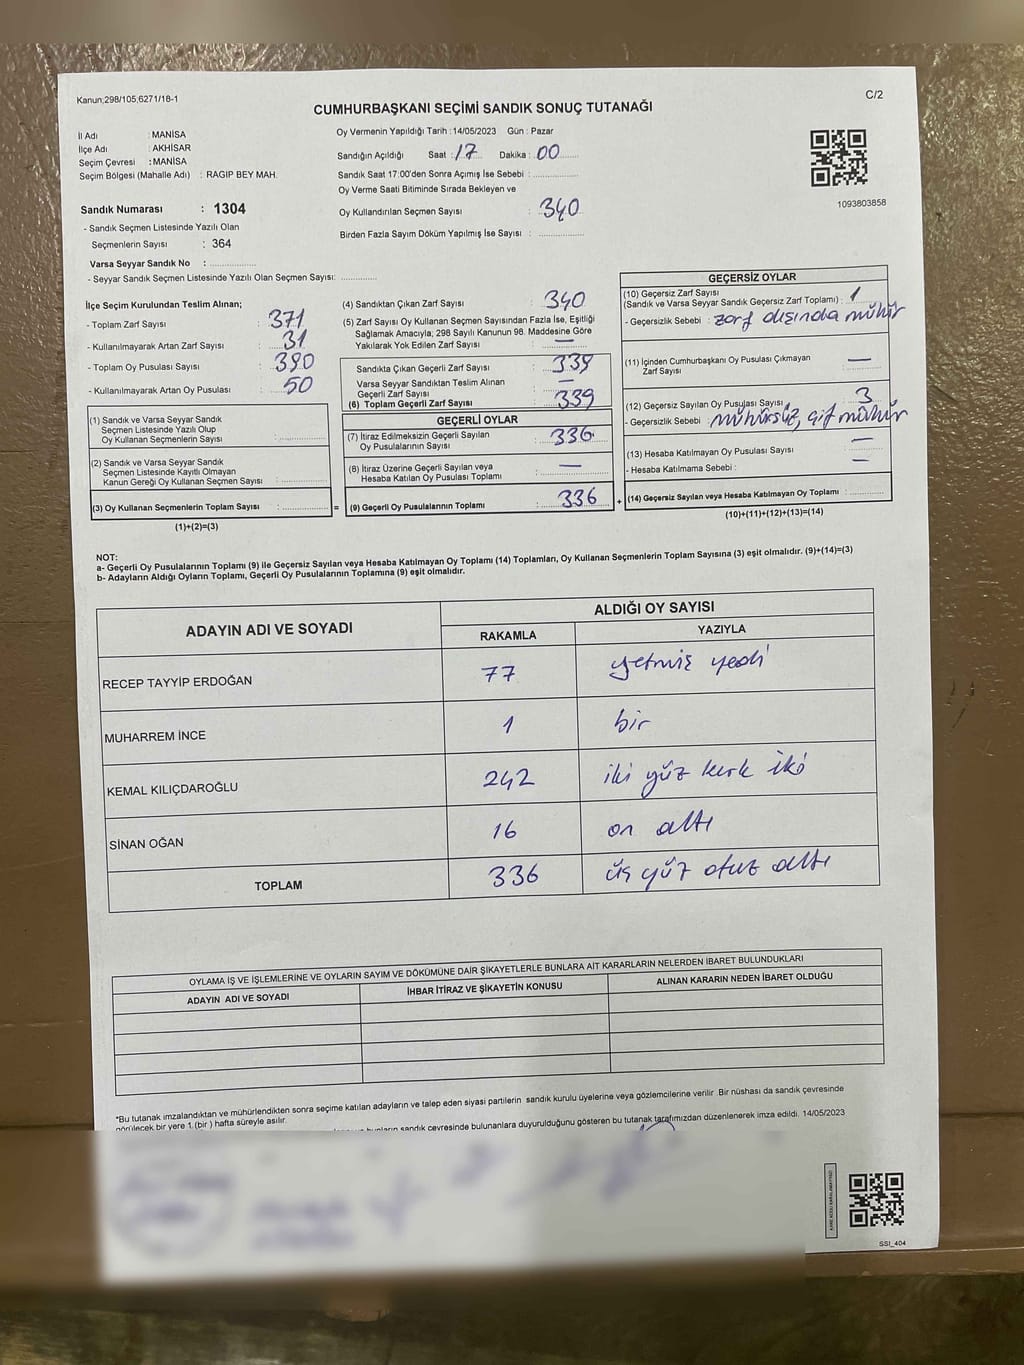 Kanun;298/105;6271/18-1
C/2
CUMHURBAŞKANI SEÇİMİ SANDIK SONUÇ TUTANAĞI
İl Adı : MANİSA
İlçe Adı : AKHİSAR
Seçim Çevresi : MANİSA
Seçim Bölgesi (Mahalle Adı) : RAGIP BEY MAH.
Sandık Numarası : 1304
- Sandık Seçmen Listesinde Yazılı Olan
Seçmenlerin Sayısı : 364
Varsa Seyyar Sandık No :
- Seyyar Sandık Seçmen Listesinde Yazılı Olan Seçmen Sayısı:
Oy Vermenin Yapıldığı Tarih : 14/05/2023 Gün : Pazar
Sandığın Açıldığı Saat : 17 Dakika : 00
Sandık Saat 17:00'den Sonra Açımış İse Sebebi :
Oy Verme Saati Bitiminde Sırada Bekleyen ve
Oy Kullandırılan Seçmen Sayısı : 340
Birden Fazla Sayım Döküm Yapılmış İse Sayısı :
1093803858
İlçe Seçim Kurulundan Teslim Alınan;
- Toplam Zarf Sayısı : 371
- Kullanılmayarak Artan Zarf Sayısı : 31
- Toplam Oy Pusulası Sayısı : 390
- Kullanılmayarak Artan Oy Pusulası : 50
(1) Sandık ve Varsa Seyyar Sandık
Seçmen Listesinde Yazılı Olup
Oy Kullanan Seçmenlerin Sayısı :
(2) Sandık ve Varsa Seyyar Sandık
Seçmen Listesinde Kayıtlı Olmayan
Kanun Gereği Oy Kullanan Seçmen Sayısı :
(3) Oy Kullanan Seçmenlerin Toplam Sayısı : =
(1)+(2)=(3)
(4) Sandıktan Çıkan Zarf Sayısı : 340
(5) Zarf Sayısı Oy Kullanan Seçmen Sayısından Fazla İse, Eşitliği
Sağlamak Amacıyla; 298 Sayılı Kanunun 98. Maddesine Göre
Yakılarak Yok Edilen Zarf Sayısı : —
Sandıkta Çıkan Geçerli Zarf Sayısı : 339
Varsa Seyyar Sandıktan Teslim Alınan
Geçerli Zarf Sayısı : —
(6) Toplam Geçerli Zarf Sayısı : 339
GEÇERLİ OYLAR
(7) İtiraz Edilmeksizin Geçerli Sayılan
Oy Pusulalarının Sayısı : 336
(8) İtiraz Üzerine Geçerli Sayılan veya
Hesaba Katılan Oy Pusulası Toplamı : —
(9) Geçerli Oy Pusulalarının Toplamı : 336 +
GEÇERSİZ OYLAR
(10) Geçersiz Zarf Sayısı
(Sandık ve Varsa Seyyar Sandık Geçersiz Zarf Toplamı) : 1
- Geçersizlik Sebebi : zarf dışında mühür
(11) İçinden Cumhurbaşkanı Oy Pusulası Çıkmayan
Zarf Sayısı : —
(12) Geçersiz Sayılan Oy Pusulası Sayısı : 3
- Geçersizlik Sebebi : mühürsüz, çift mühür
(13) Hesaba Katılmayan Oy Pusulası Sayısı : —
- Hesaba Katılmama Sebebi : —
(14) Geçersiz Sayılan veya Hesaba Katılmayan Oy Toplamı :
(10)+(11)+(12)+(13)=(14)
NOT:
a- Geçerli Oy Pusulalarının Toplamı (9) ile Geçersiz Sayılan veya Hesaba Katılmayan Oy Toplamı (14) Toplamları, Oy Kullanan Seçmenlerin Toplam Sayısına (3) eşit olmalıdır. (9)+(14)=(3)
b- Adayların Aldığı Oyların Toplamı, Geçerli Oy Pusulalarının Toplamına (9) eşit olmalıdır.
ADAYIN ADI VE SOYADI
ALDIĞI OY SAYISI
RAKAMLA YAZIYLA
RECEP TAYYİP ERDOĞAN 77 yetmiş yedi
MUHARREM İNCE 1 bir
KEMAL KILIÇDAROĞLU 242 iki yüz kırk iki
SİNAN OĞAN 16 on altı
TOPLAM 336 üç yüz otuz altı
OYLAMA İŞ VE İŞLEMLERİNE VE OYLARIN SAYIM VE DÖKÜMÜNE DAİR ŞİKAYETLERLE BUNLARA AİT KARARLARIN NELERDEN İBARET BULUNDUKLARI
ADAYIN ADI VE SOYADI İHBAR İTİRAZ VE ŞİKAYETİN KONUSU ALINAN KARARIN NEDEN İBARET OLDUĞU
*Bu tutanak imzalandıktan ve mühürlendikten sonra seçime katılan adayların ve talep eden siyasi partilerin sandık kurulu üyelerine veya gözlemcilerine verilir. Bir nüshası da sandık çevresinde
görülecek bir yere 1 (bir) hafta süreyle asılır.
sandık çevresinde bulunanlara duyurulduğunu gösteren bu tutanak tarafımızdan düzenlenerek imza edildi. 14/05/2023
SSI_404